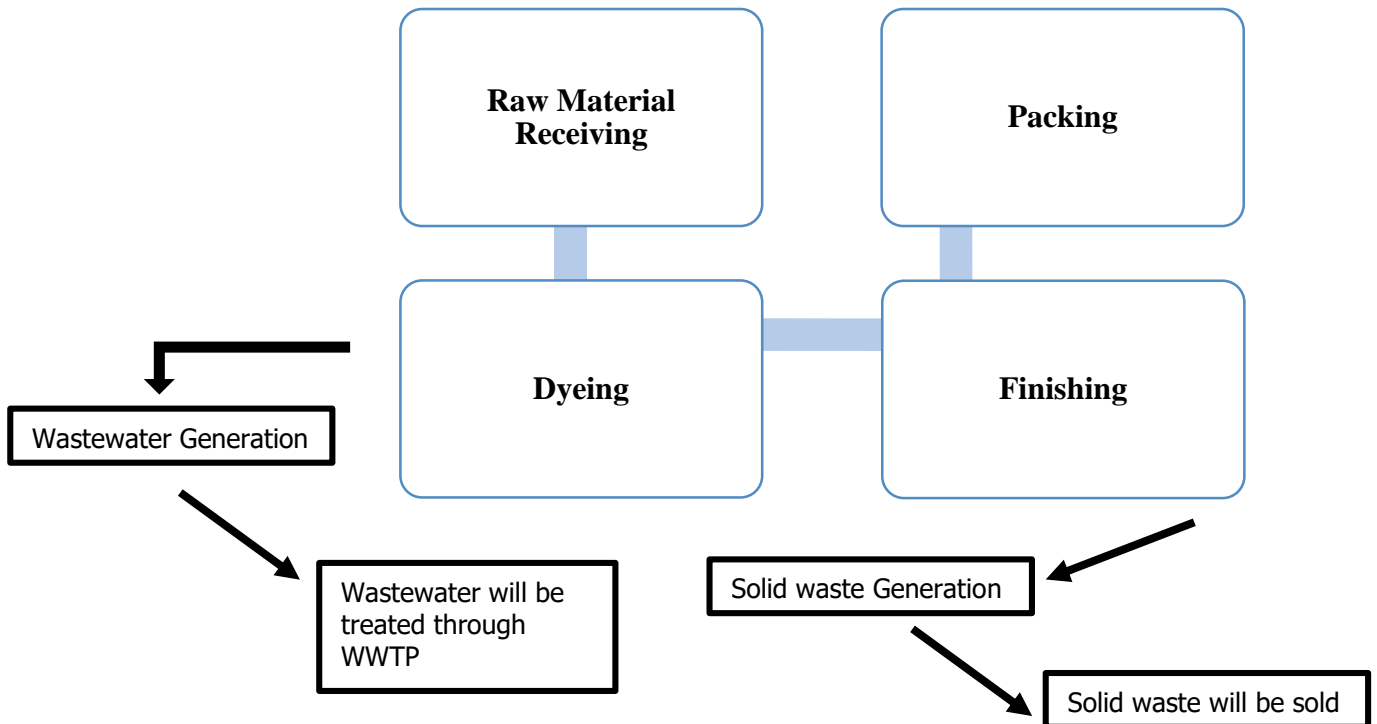 Raw Material
Receiving
Packing
Dyeing
Finishing
Wastewater Generation
Wastewater will be
treated through
WWTP
Solid waste Generation
Solid waste will be sold